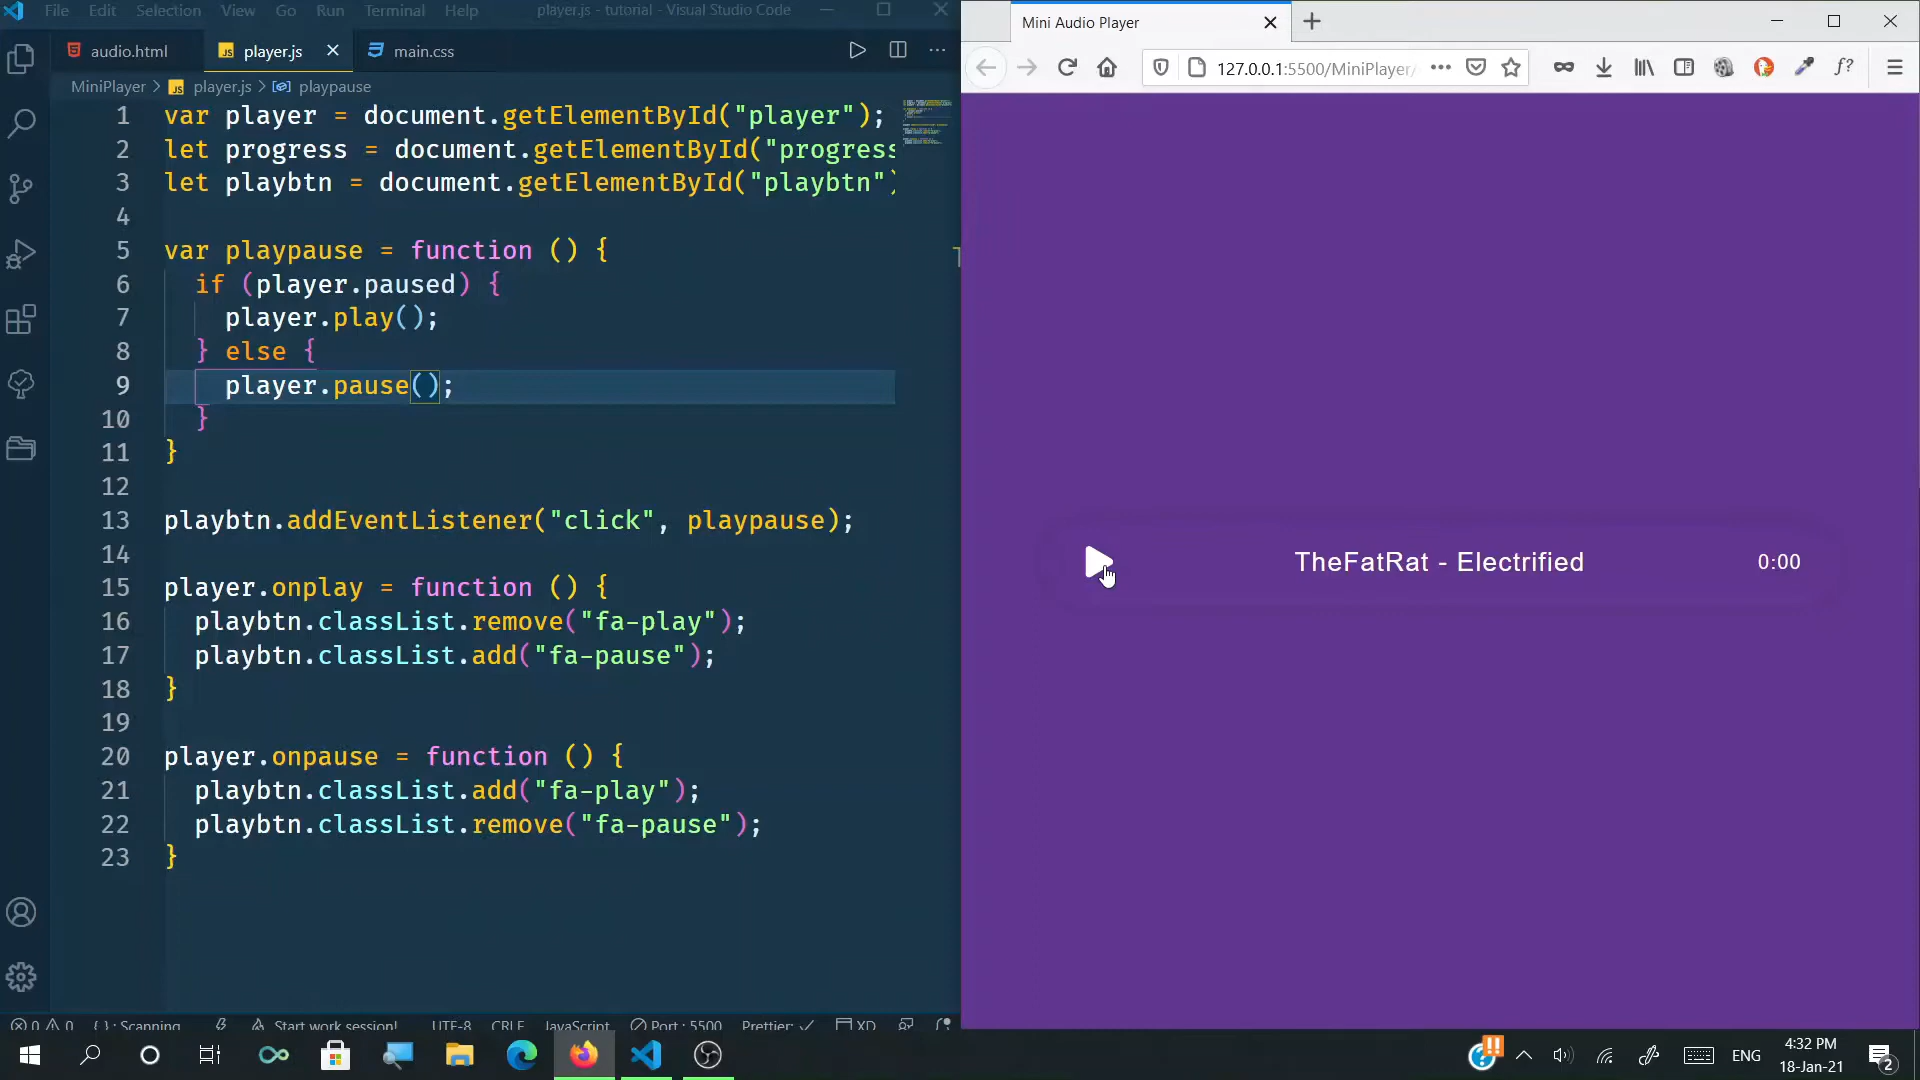 File Edit Selection View Go Run Terminal Help player.js - tutorial - Visual Studio Code
audio.html player.js main.css
MiniPlayer > player.js > playpause
1 var player = document.getElementById("player");
2 let progress = document.getElementById("progress
3 let playbtn = document.getElementById("playbtn")
4
5 var playpause = function () {
6 if (player.paused) {
7 player.play();
8 } else {
9 player.pause();
10 }
11 }
12
13 playbtn.addEventListener("click", playpause);
14
15 player.onplay = function () {
16 playbtn.classList.remove("fa-play");
17 playbtn.classList.add("fa-pause");
18 }
19
20 player.onpause = function () {
21 playbtn.classList.add("fa-play");
22 playbtn.classList.remove("fa-pause");
23 }
0 0 {} : Scanning Start work session! UTF-8 CRLF JavaScript Port : 5500 Prettier: ✓ XD
Mini Audio Player
127.0.0.1:5500/MiniPlayer/
f?
TheFatRat - Electrified 0:00
ENG
4:32 PM
18-Jan-21
2